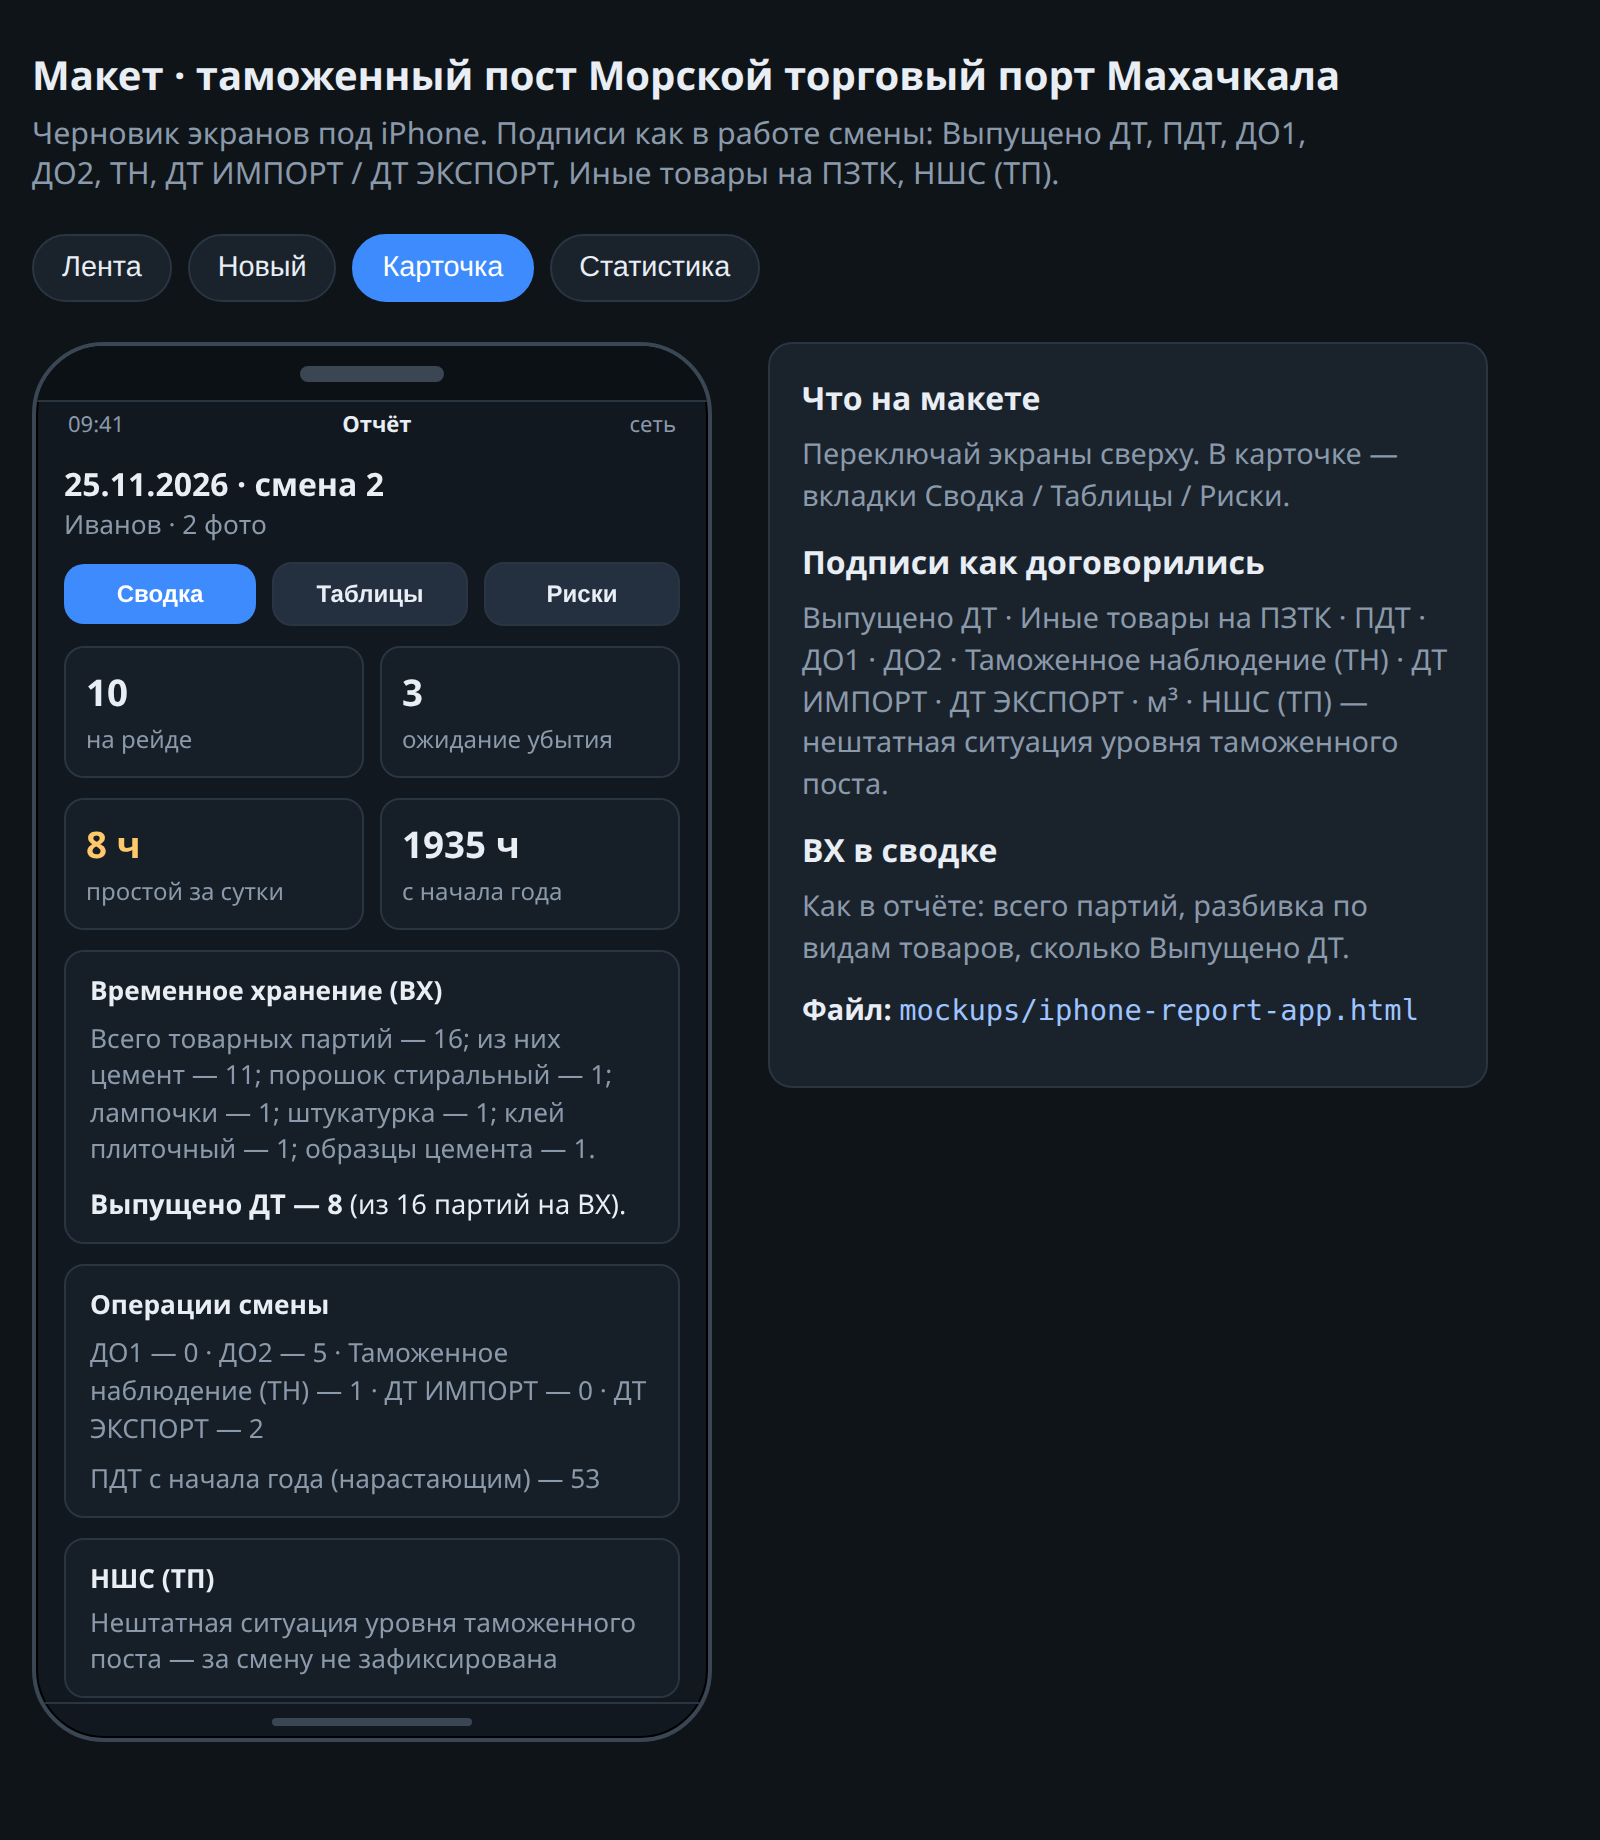 Макет · таможенный пост Морской торговый порт Махачкала
Черновик экранов под iPhone. Подписи как в работе смены: Выпущено ДТ, ПДТ, ДО1,
ДО2, ТН, ДТ ИМПОРТ / ДТ ЭКСПОРТ, Иные товары на ПЗТК, НШС (ТП).
Лента
Новый
Карточка
Статистика
09:41
Отчёт
сеть
25.11.2026 · смена 2
Иванов · 2 фото
Сводка
Таблицы
Риски
10
на рейде
3
ожидание убытия
8 ч
простой за сутки
1935 ч
с начала года
Временное хранение (ВХ)
Всего товарных партий — 16; из них
цемент — 11; порошок стиральный — 1;
лампочки — 1; штукатурка — 1; клей
плиточный — 1; образцы цемента — 1.
Выпущено ДТ — 8 (из 16 партий на ВХ).
Операции смены
ДО1 — 0 · ДО2 — 5 · Таможенное
наблюдение (ТН) — 1 · ДТ ИМПОРТ — 0 · ДТ
ЭКСПОРТ — 2
ПДТ с начала года (нарастающим) — 53
НШС (ТП)
Нештатная ситуация уровня таможенного
поста — за смену не зафиксирована
Что на макете
Переключай экраны сверху. В карточке —
вкладки Сводка / Таблицы / Риски.
Подписи как договорились
Выпущено ДТ · Иные товары на ПЗТК · ПДТ ·
ДО1 · ДО2 · Таможенное наблюдение (ТН) · ДТ
ИМПОРТ · ДТ ЭКСПОРТ · м³ · НШС (ТП) —
нештатная ситуация уровня таможенного
поста.
ВХ в сводке
Как в отчёте: всего партий, разбивка по
видам товаров, сколько Выпущено ДТ.
Файл: mockups/iphone-report-app.html